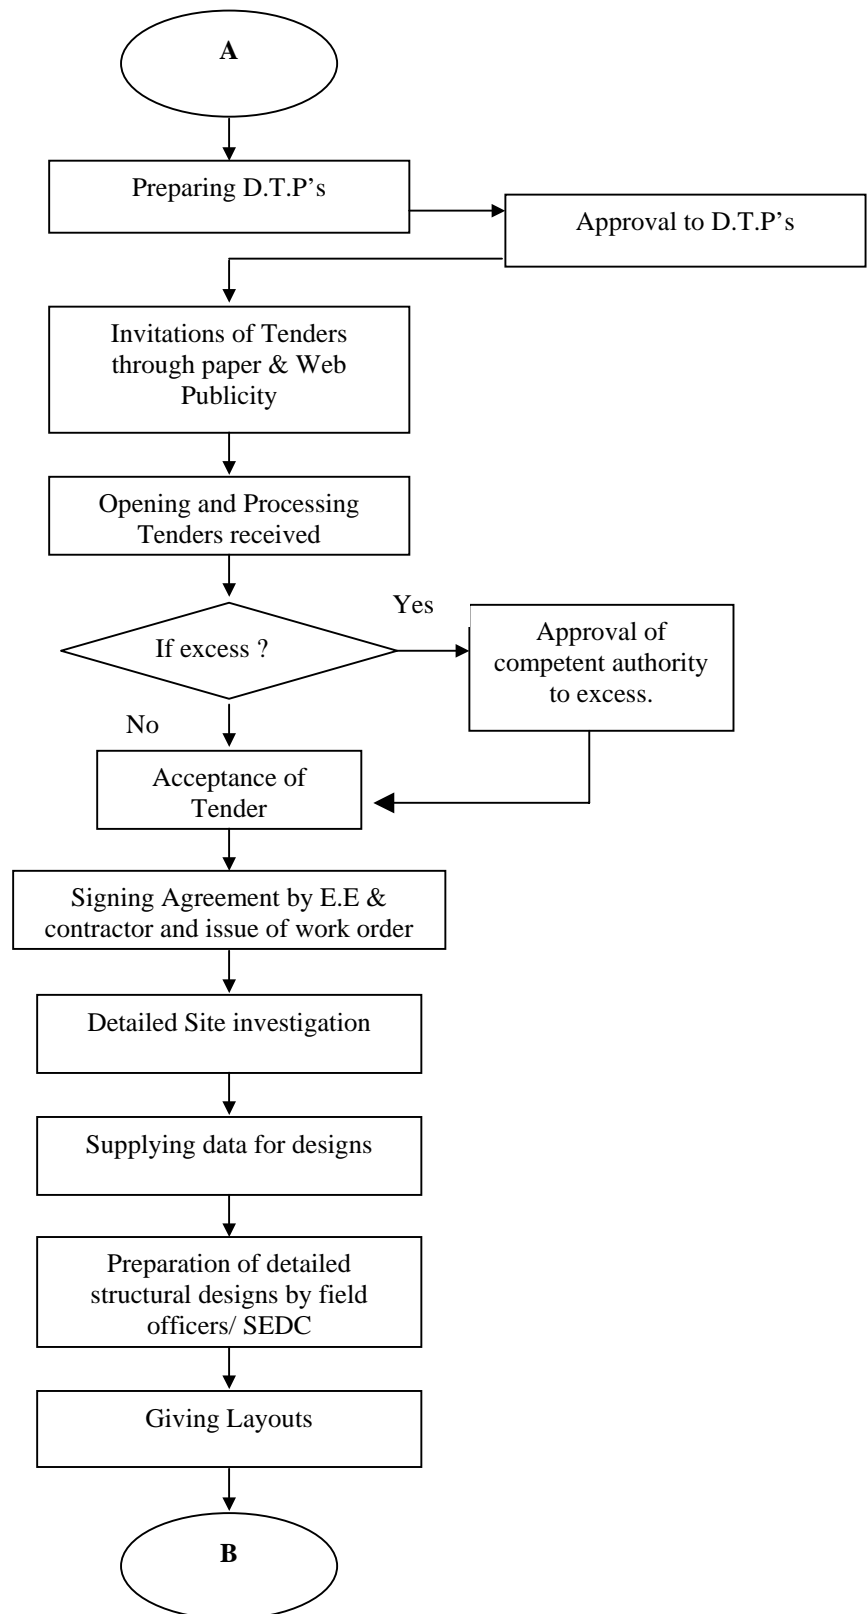 A
Preparing D.T.P’s
Approval to D.T.P’s
Invitations of Tenders
through paper & Web
Publicity
Opening and Processing
Tenders received
If excess ?
Yes
Approval of
competent authority
to excess.
No
Acceptance of
Tender
Signing Agreement by E.E &
contractor and issue of work order
Detailed Site investigation
Supplying data for designs
Preparation of detailed
structural designs by field
officers/ SEDC
Giving Layouts
B